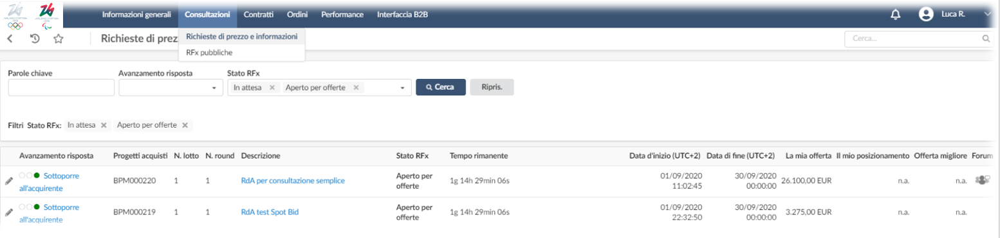 Informazioni generali Consultazioni Contratti Ordini Performance Interfaccia B2B Luca R.
Richieste di prez Richieste di prezzo e informazioni Cerca...
RFx pubbliche
Parole chiave Avanzamento risposta Stato RFx
In attesa × Aperto per offerte × Cerca Ripris.
Filtri Stato RFx: In attesa × Aperto per offerte ×
Avanzamento risposta Progetti acquisti N. lotto N. round Descrizione Stato RFx Tempo rimanente Data d'inizio (UTC+2) Data di fine (UTC+2) La mia offerta Il mio posizionamento Offerta migliore Forum
Sottoporre Aperto per 01/09/2020 30/09/2020
BPM000220 1 1 RdA per consultazione semplice 1g 14h 29min 06s 26.100,00 EUR n.a. n.a.
all'acquirente offerte 11:02:45 00:00:00
Sottoporre Aperto per 01/09/2020 30/09/2020
BPM000219 1 1 RdA test Spot Bid 1g 14h 29min 06s 3.275,00 EUR n.a. n.a.
all'acquirente offerte 22:32:50 00:00:00